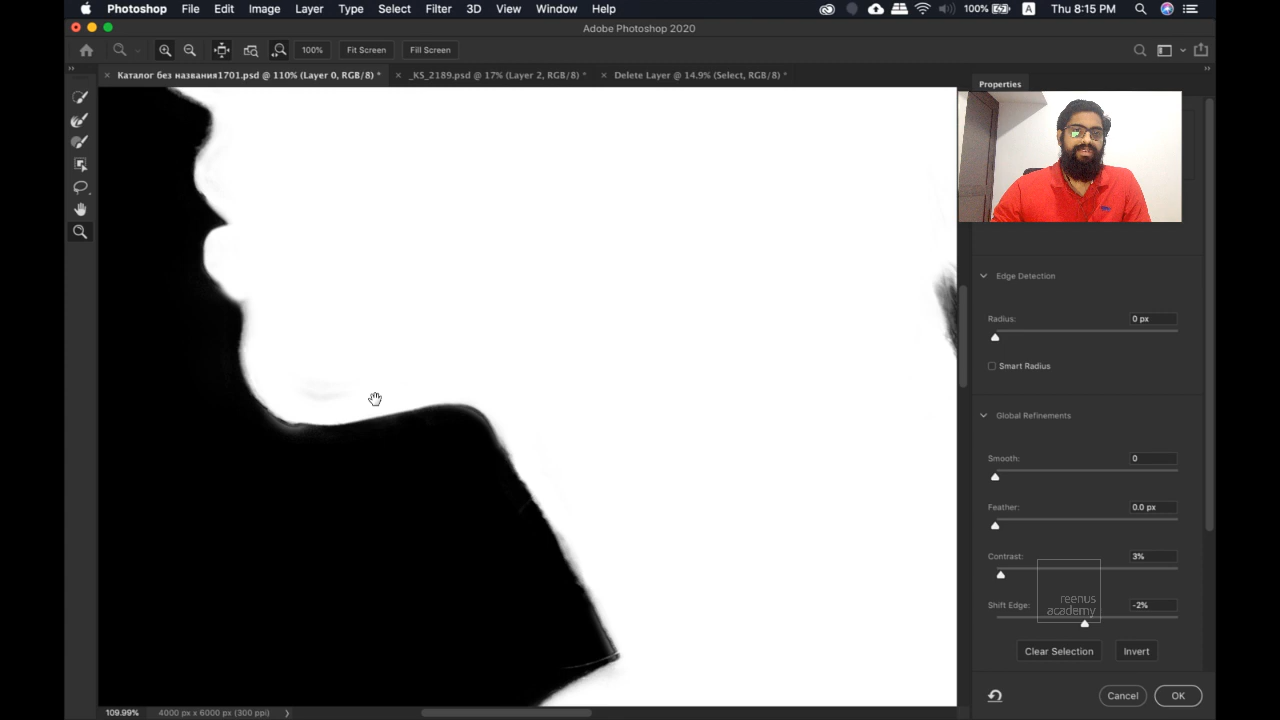 Photoshop File Edit Image Layer Type Select Filter 3D View Window Help 100% A Thu 8:15 PM
Adobe Photoshop 2020
100% Fit Screen Fill Screen
× Каталог без названия1701.psd @ 110% (Layer 0, RGB/8) * × _KS_2189.psd @ 17% (Layer 2, RGB/8) * × Delete Layer @ 14.9% (Select, RGB/8) *
Properties
Edge Detection
Radius: 0 px
Smart Radius
Global Refinements
Smooth: 0
Feather: 0.0 px
Contrast: 3%
reenus
Shift Edge: -2%
academy
Clear Selection Invert
Cancel OK
109.99% 4000 px x 6000 px (300 ppi)